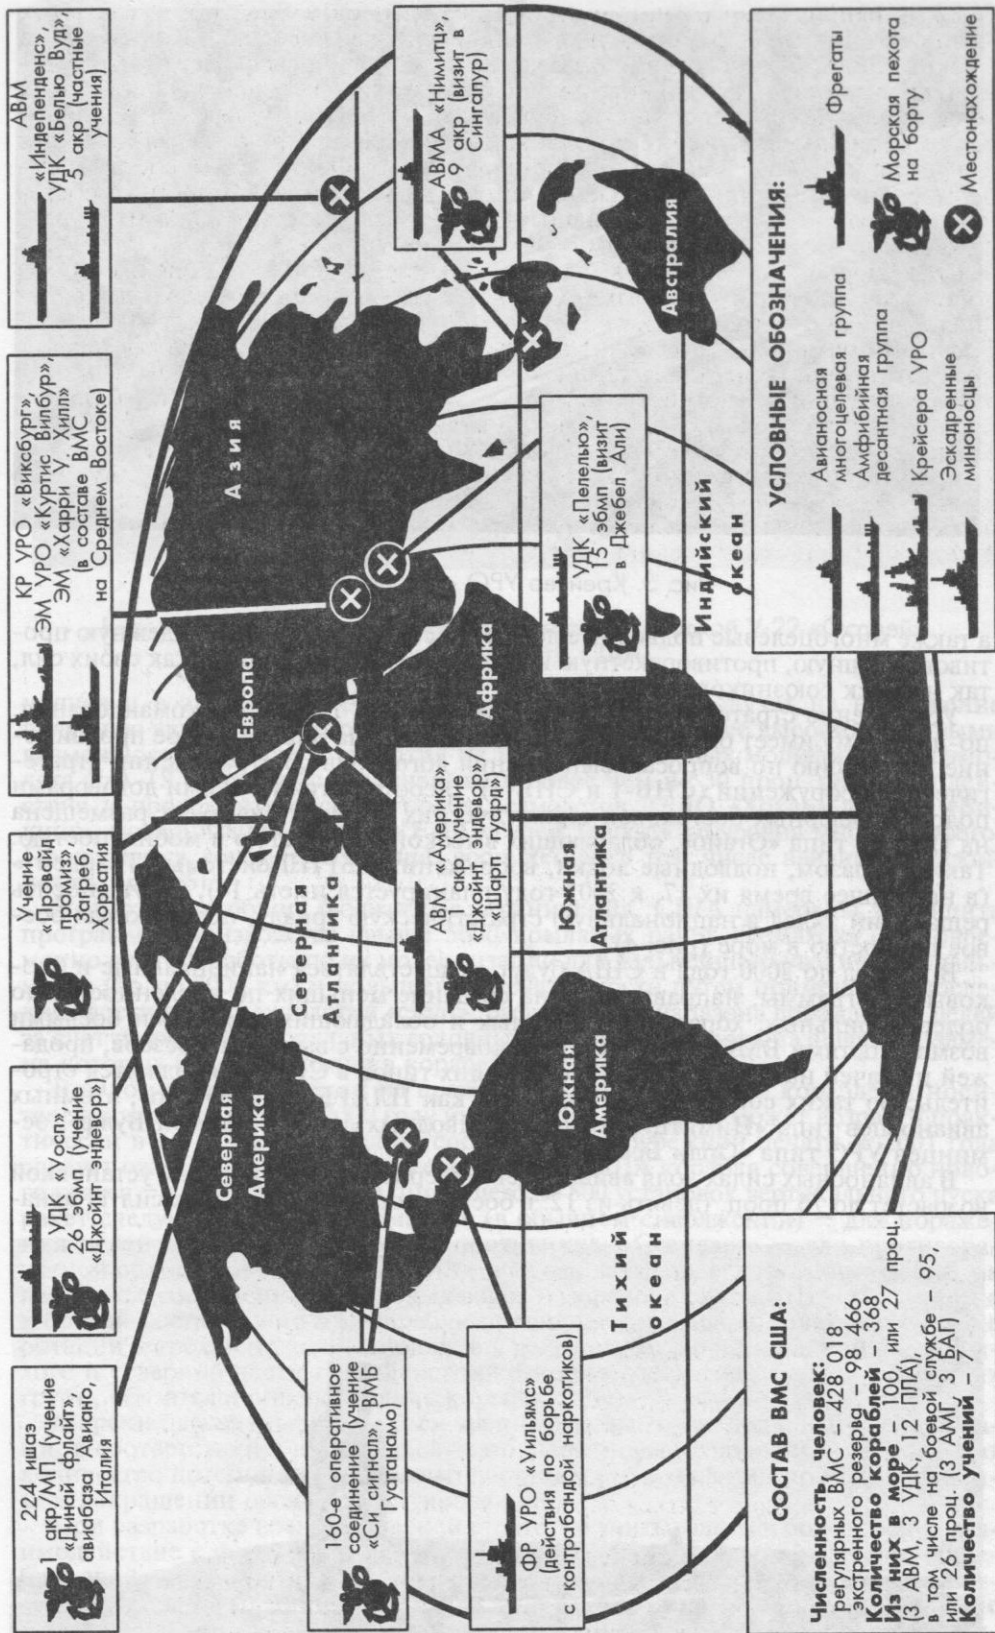 224 ишаэ
1 акр/МП (учение
«Динай флайт»,
авиабаза Авиано,
Италия
УДК «Уосп»,
26 эбмп (учение
«Джойнт эндевор»)
Учение
«Провайд
промиз»
Загреб,
Хорватия
КР УРО «Виксбург»,
ЭМ УРО «Куртис Вилбур»,
ЭМ «Харри У. Хилл»
(в составе ВМС
на Среднем Востоке)
АВМ
«Индепенденс»,
УДК «Белью Вуд»,
5 акр (частные
учения)
160-е оперативное
соединение (учение
«Си сигнал», ВМБ
Гуатанамо)
ФР УРО «Уильямс»
(действия по борьбе
с контрабандой наркотиков)
АВМ «Америка»
8 акр (учение
«Джойнт эндевор»/
«Шарп гуард»)
УДК «Пелелью»,
15 эбмп (визит
в Джебел Али)
АВМА «Нимитц»,
9 акр (визит в
Сингапур)
Северная
Америка
Северная
Атлантика
Европа
Азия
Тихий
океан
Южная
Америка
Южная
Атлантика
Африка
Индийский
океан
Австралия
СОСТАВ ВМС США:
Численность, человек:
регулярных ВМС – 428 018
экстренного резерва – 98 466
Количество кораблей – 368
Из них в море – 100, или 27 проц.
(3 АВМ, 3 УДК, 12 ПЛА),
в том числе на боевой службе – 95,
или 26 проц. (3 АМГ, 3 БАГ)
Количество учений – 7
УСЛОВНЫЕ ОБОЗНАЧЕНИЯ:
Авианосная
многоцелевая группа
Амфибийная
десантная группа
Крейсера УРО
Эскадренные
миноносцы
Фрегаты
Морская пехота
на борту
Местонахождение